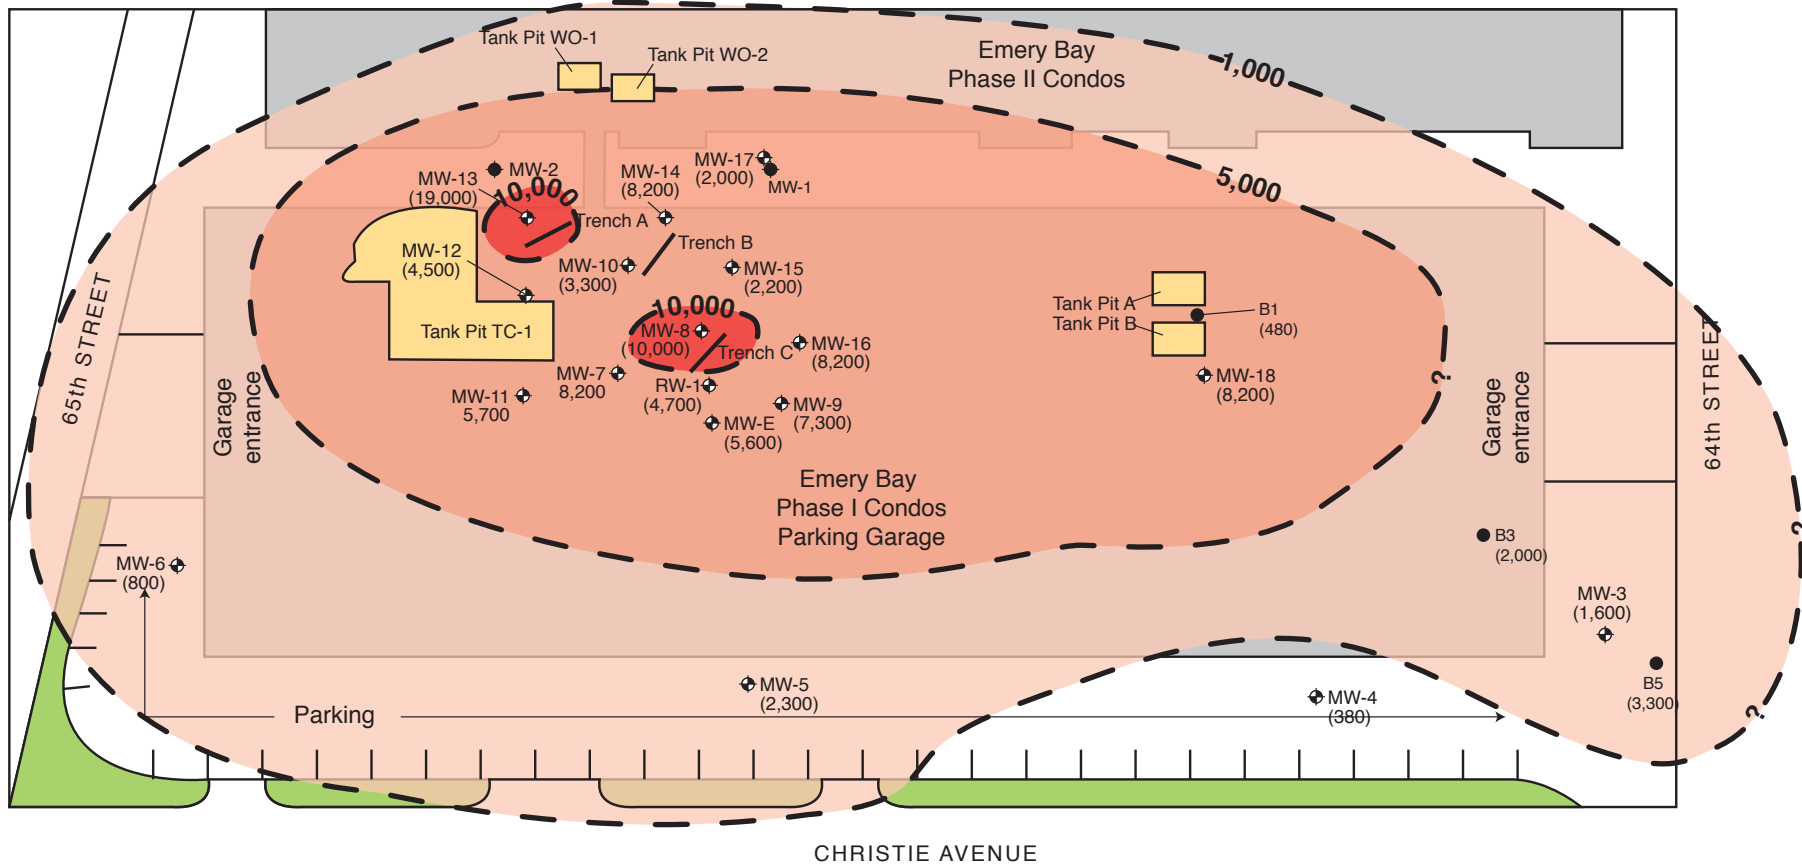 Tank Pit WO-1
Tank Pit WO-2
Emery Bay
Phase II Condos
1,000
MW-2
MW-13
(19,000)
10,000
MW-14
(8,200)
MW-17
(2,000)
MW-1
5,000
Trench A
Trench B
MW-12
(4,500)
MW-10
(3,300)
MW-15
(2,200)
Tank Pit A
Tank Pit B
B1
(480)
10,000
MW-8
(10,000)
Trench C
MW-16
(8,200)
Tank Pit TC-1
65th STREET
64th STREET
Garage
entrance
MW-7
8,200
MW-11
5,700
RW-1
(4,700)
MW-9
(7,300)
MW-E
(5,600)
MW-18
(8,200)
?
Garage
entrance
Emery Bay
Phase I Condos
Parking Garage
B3
(2,000)
?
MW-6
(800)
MW-3
(1,600)
MW-5
(2,300)
MW-4
(380)
B5
(3,300)
?
Parking
CHRISTIE AVENUE